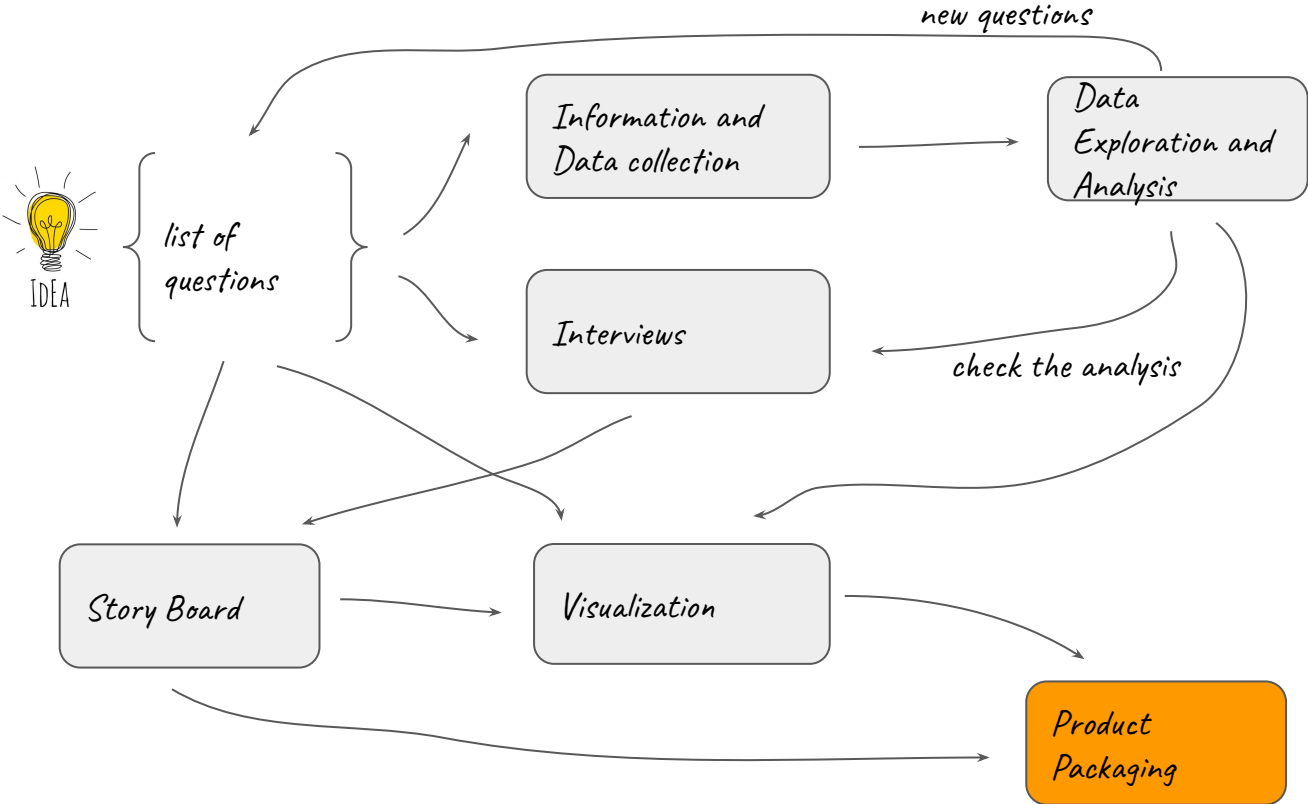 new questions
Information and
Data collection
Data
Exploration and
Analysis
list of
questions
IDEA
Interviews
check the analysis
Story Board
Visualization
Product
Packaging